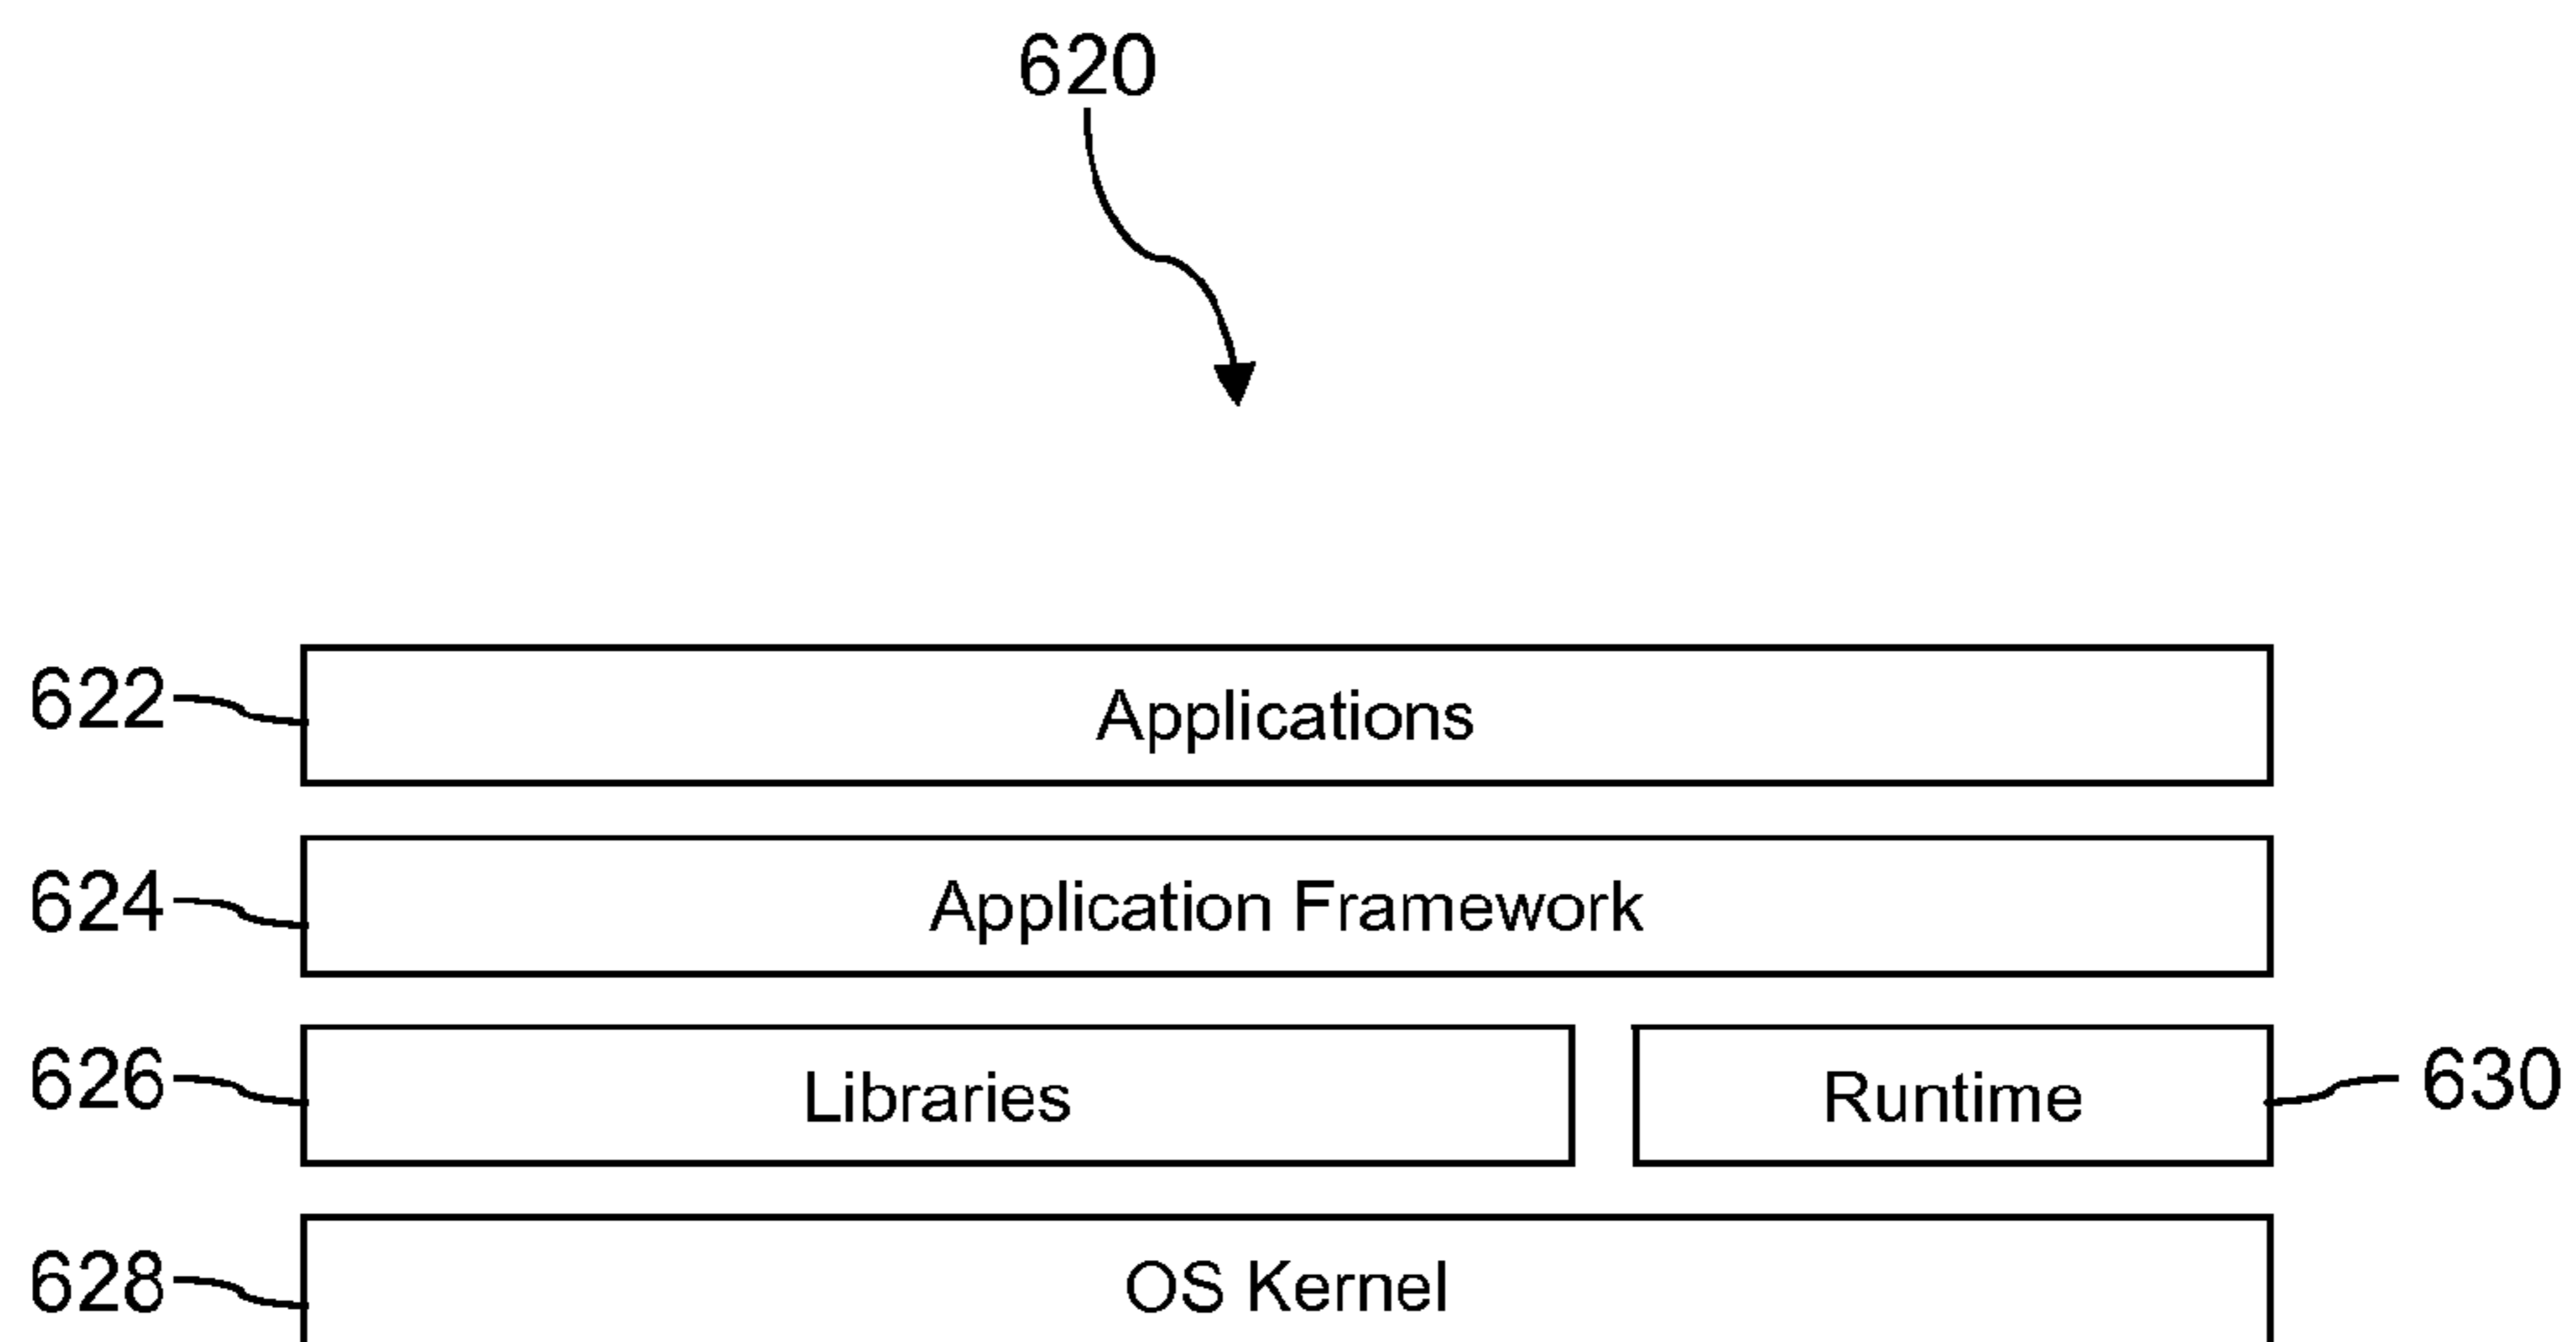 620
622 Applications
624 Application Framework
626 Libraries Runtime 630
628 OS Kernel